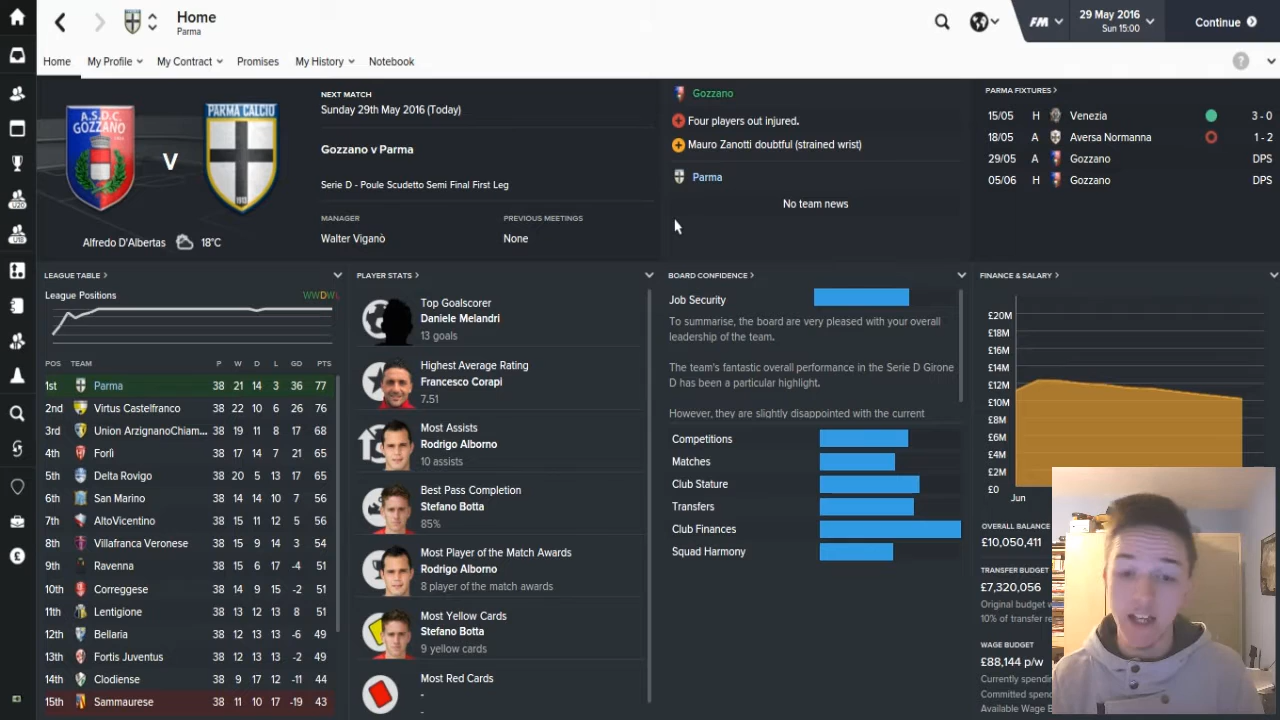 Home
Parma
FM
29 May 2016
Sun 15:00
Continue
Home
My Profile
My Contract
Promises
My History
Notebook
?
A.S.D.C.
GOZZANO
V
PARMA CALCIO
1913
Alfredo D'Albertas
18°C
NEXT MATCH
Sunday 29th May 2016 (Today)
Gozzano v Parma
Serie D - Poule Scudetto Semi Final First Leg
MANAGER
PREVIOUS MEETINGS
Walter Viganò
None
Gozzano
Four players out injured.
Mauro Zanotti doubtful (strained wrist)
Parma
No team news
PARMA FIXTURES >
15/05 H Venezia 3 - 0
18/05 A Aversa Normanna 1 - 2
29/05 A Gozzano DPS
05/06 H Gozzano DPS
LEAGUE TABLE >
League Positions
WWDWL
POS TEAM P W D L GD PTS
1st Parma 38 21 14 3 36 77
2nd Virtus Castelfranco 38 22 10 6 26 76
3rd Union ArzignanoChiam... 38 19 11 8 17 68
4th Forlì 38 17 14 7 21 65
5th Delta Rovigo 38 20 5 13 17 65
6th San Marino 38 14 14 10 7 56
7th AltoVicentino 38 15 11 12 5 56
8th Villafranca Veronese 38 15 9 14 3 54
9th Ravenna 38 15 6 17 -4 51
10th Correggese 38 14 9 15 -2 51
11th Lentigione 38 13 12 13 8 51
12th Bellaria 38 12 13 13 -6 49
13th Fortis Juventus 38 12 13 13 -2 49
14th Clodiense 38 9 17 12 -11 44
15th Sammaurese 38 11 10 17 -19 43
PLAYER STATS >
Top Goalscorer
Daniele Melandri
13 goals
Highest Average Rating
Francesco Corapi
7.51
Most Assists
Rodrigo Alborno
10 assists
Best Pass Completion
Stefano Botta
85%
Most Player of the Match Awards
Rodrigo Alborno
8 player of the match awards
Most Yellow Cards
Stefano Botta
9 yellow cards
Most Red Cards
-
-
BOARD CONFIDENCE >
Job Security
To summarise, the board are very pleased with your overall
leadership of the team.
The team's fantastic overall performance in the Serie D Girone
D has been a particular highlight.
However, they are slightly disappointed with the current
Competitions
Matches
Club Stature
Transfers
Club Finances
Squad Harmony
FINANCE & SALARY >
£20M
£18M
£16M
£14M
£12M
£10M
£8M
£6M
£4M
£2M
£0
Jun
OVERALL BALANCE
£10,050,411
TRANSFER BUDGET
£7,320,056
Original budget
10% of transfer
WAGE BUDGET
£88,144 p/w
Currently
Committed
Available Wage